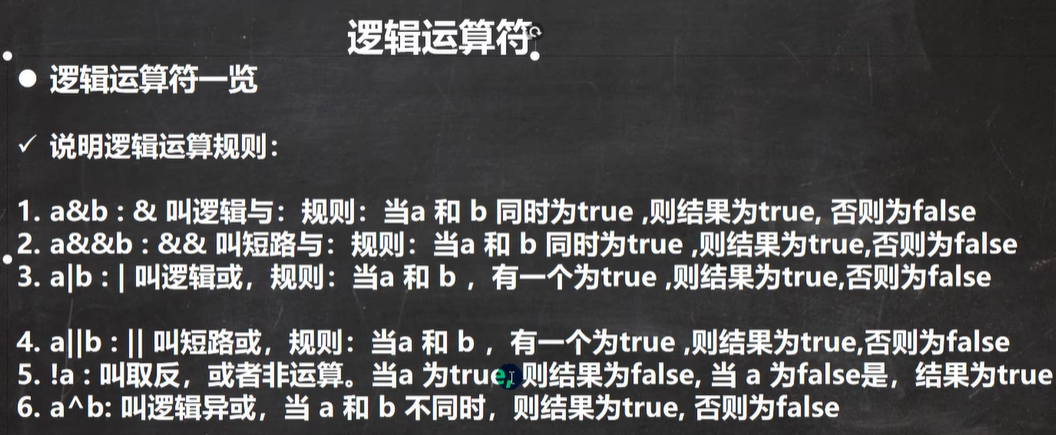 逻辑运算符
● 逻辑运算符一览
✓ 说明逻辑运算规则：
1. a&b : & 叫逻辑与：规则：当a 和 b 同时为true ,则结果为true, 否则为false
2. a&&b : && 叫短路与：规则：当a 和 b 同时为true ,则结果为true,否则为false
3. a|b : | 叫逻辑或，规则：当a 和 b ，有一个为true ,则结果为true,否则为false
4. a||b : || 叫短路或，规则：当a 和 b ，有一个为true ,则结果为true,否则为false
5. !a : 叫取反，或者非运算。当a 为true, 则结果为false, 当 a 为false是，结果为true
6. a^b: 叫逻辑异或，当 a 和 b 不同时，则结果为true, 否则为false